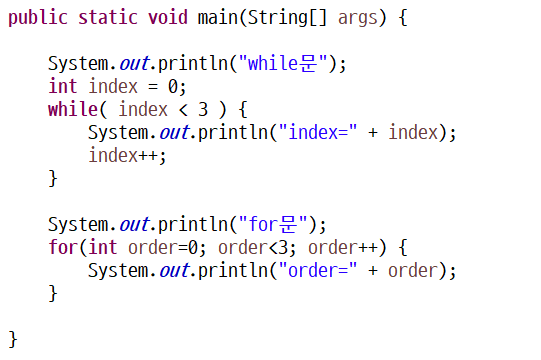 public static void main(String[] args) {
System.out.println("while문");
int index = 0;
while( index < 3 ) {
System.out.println("index=" + index);
index++;
}
System.out.println("for문");
for(int order=0; order<3; order++) {
System.out.println("order=" + order);
}
}